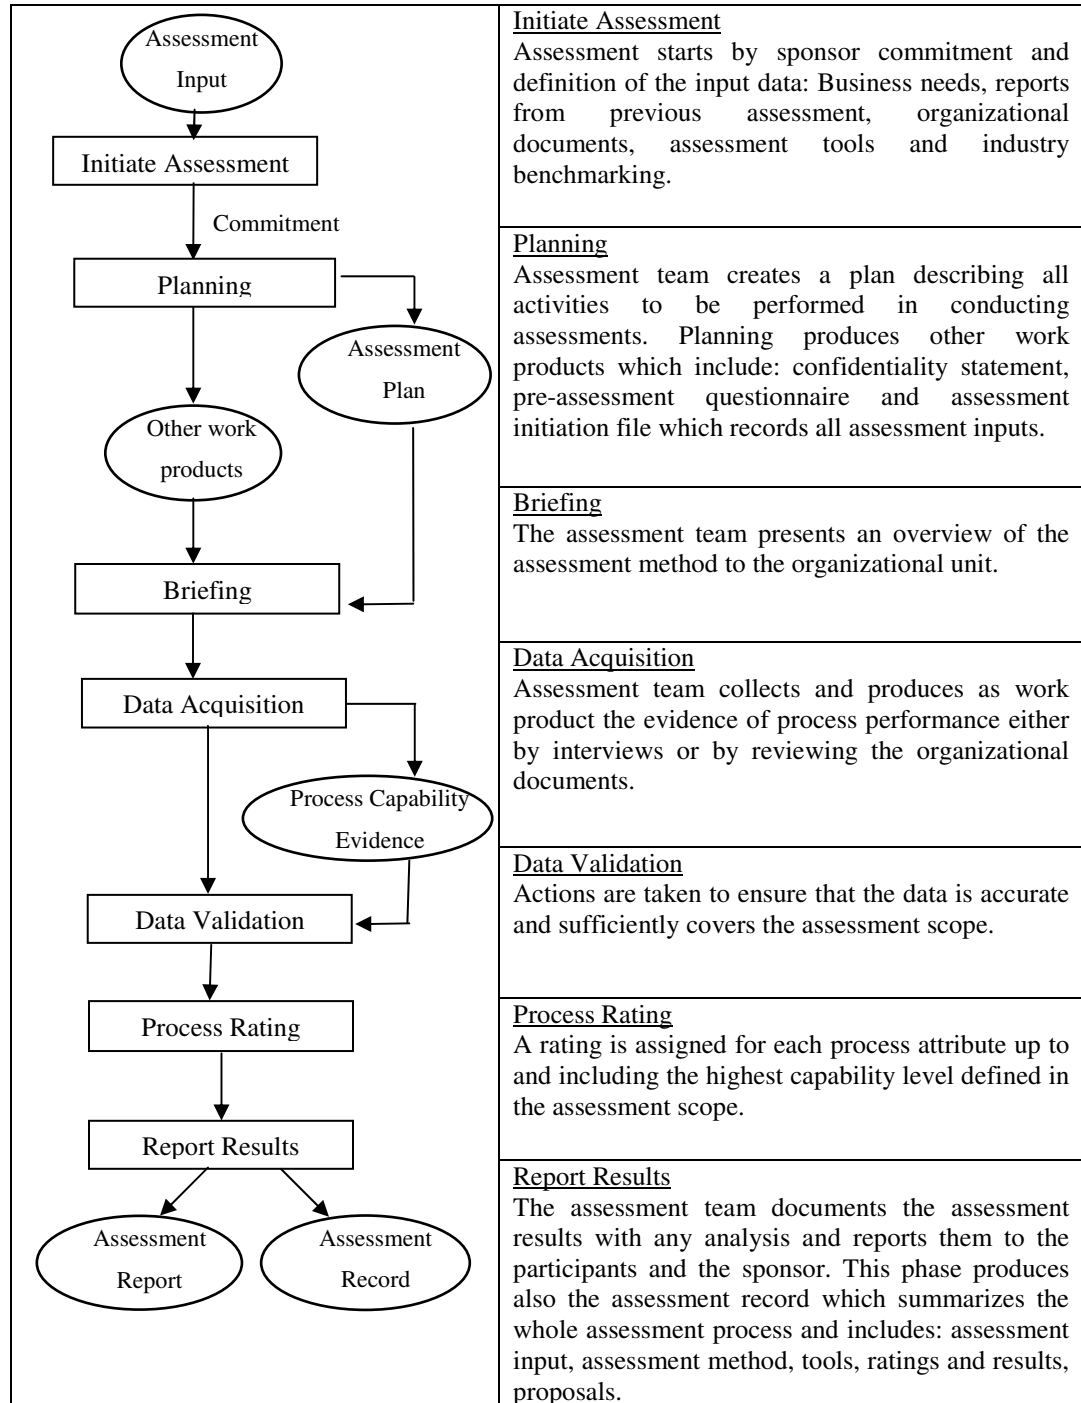 Assessment
Input
Initiate Assessment
Commitment
Planning
Assessment
Plan
Other work
products
Briefing
Data Acquisition
Process Capability
Evidence
Data Validation
Process Rating
Report Results
Assessment
Report
Assessment
Record
Initiate Assessment
Assessment starts by sponsor commitment and
definition of the input data: Business needs, reports
from previous assessment, organizational
documents, assessment tools and industry
benchmarking.
Planning
Assessment team creates a plan describing all
activities to be performed in conducting
assessments. Planning produces other work
products which include: confidentiality statement,
pre-assessment questionnaire and assessment
initiation file which records all assessment inputs.
Briefing
The assessment team presents an overview of the
assessment method to the organizational unit.
Data Acquisition
Assessment team collects and produces as work
product the evidence of process performance either
by interviews or by reviewing the organizational
documents.
Data Validation
Actions are taken to ensure that the data is accurate
and sufficiently covers the assessment scope.
Process Rating
A rating is assigned for each process attribute up to
and including the highest capability level defined in
the assessment scope.
Report Results
The assessment team documents the assessment
results with any analysis and reports them to the
participants and the sponsor. This phase produces
also the assessment record which summarizes the
whole assessment process and includes: assessment
input, assessment method, tools, ratings and results,
proposals.